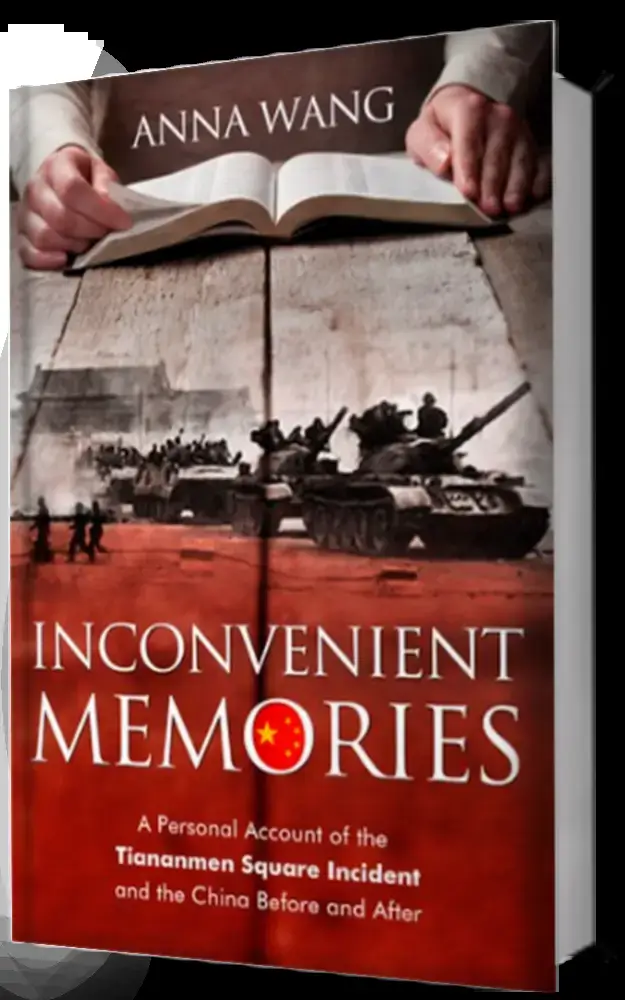 ANNA WANG
INCONVENIENT
MEMORIES
A Personal Account of the
Tiananmen Square Incident
and the China Before and After